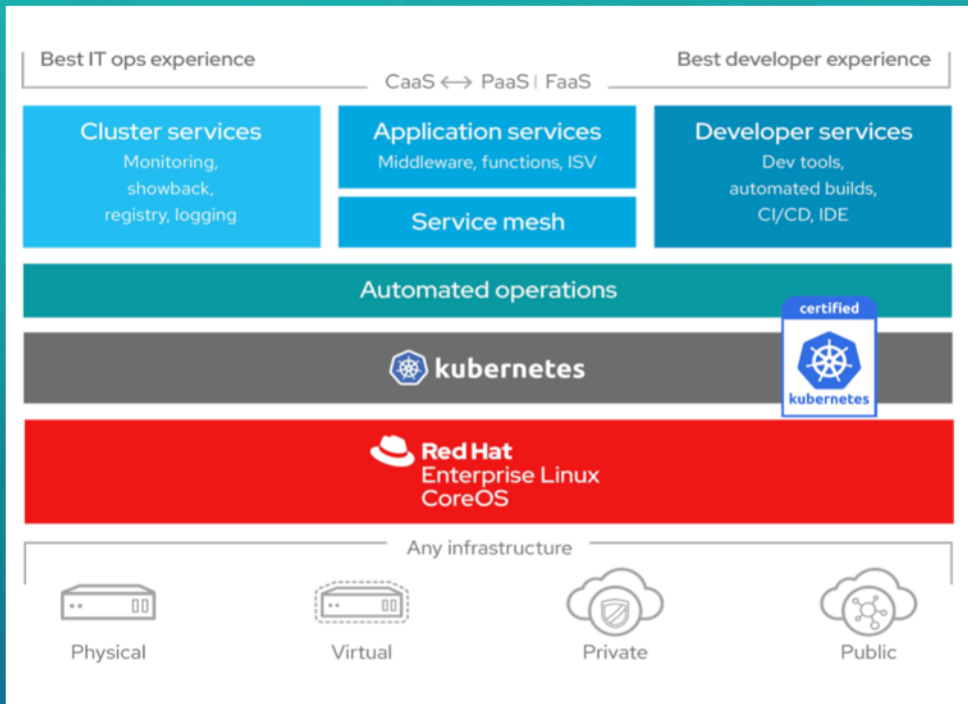 Best IT ops experience
Best developer experience
CaaS ↔ PaaS | FaaS
Cluster services
Monitoring,
showback,
registry, logging
Application services
Middleware, functions, ISV
Service mesh
Developer services
Dev tools,
automated builds,
CI/CD, IDE
Automated operations
certified
kubernetes
kubernetes
Red Hat
Enterprise Linux
CoreOS
Any infrastructure
Physical
Virtual
Private
Public